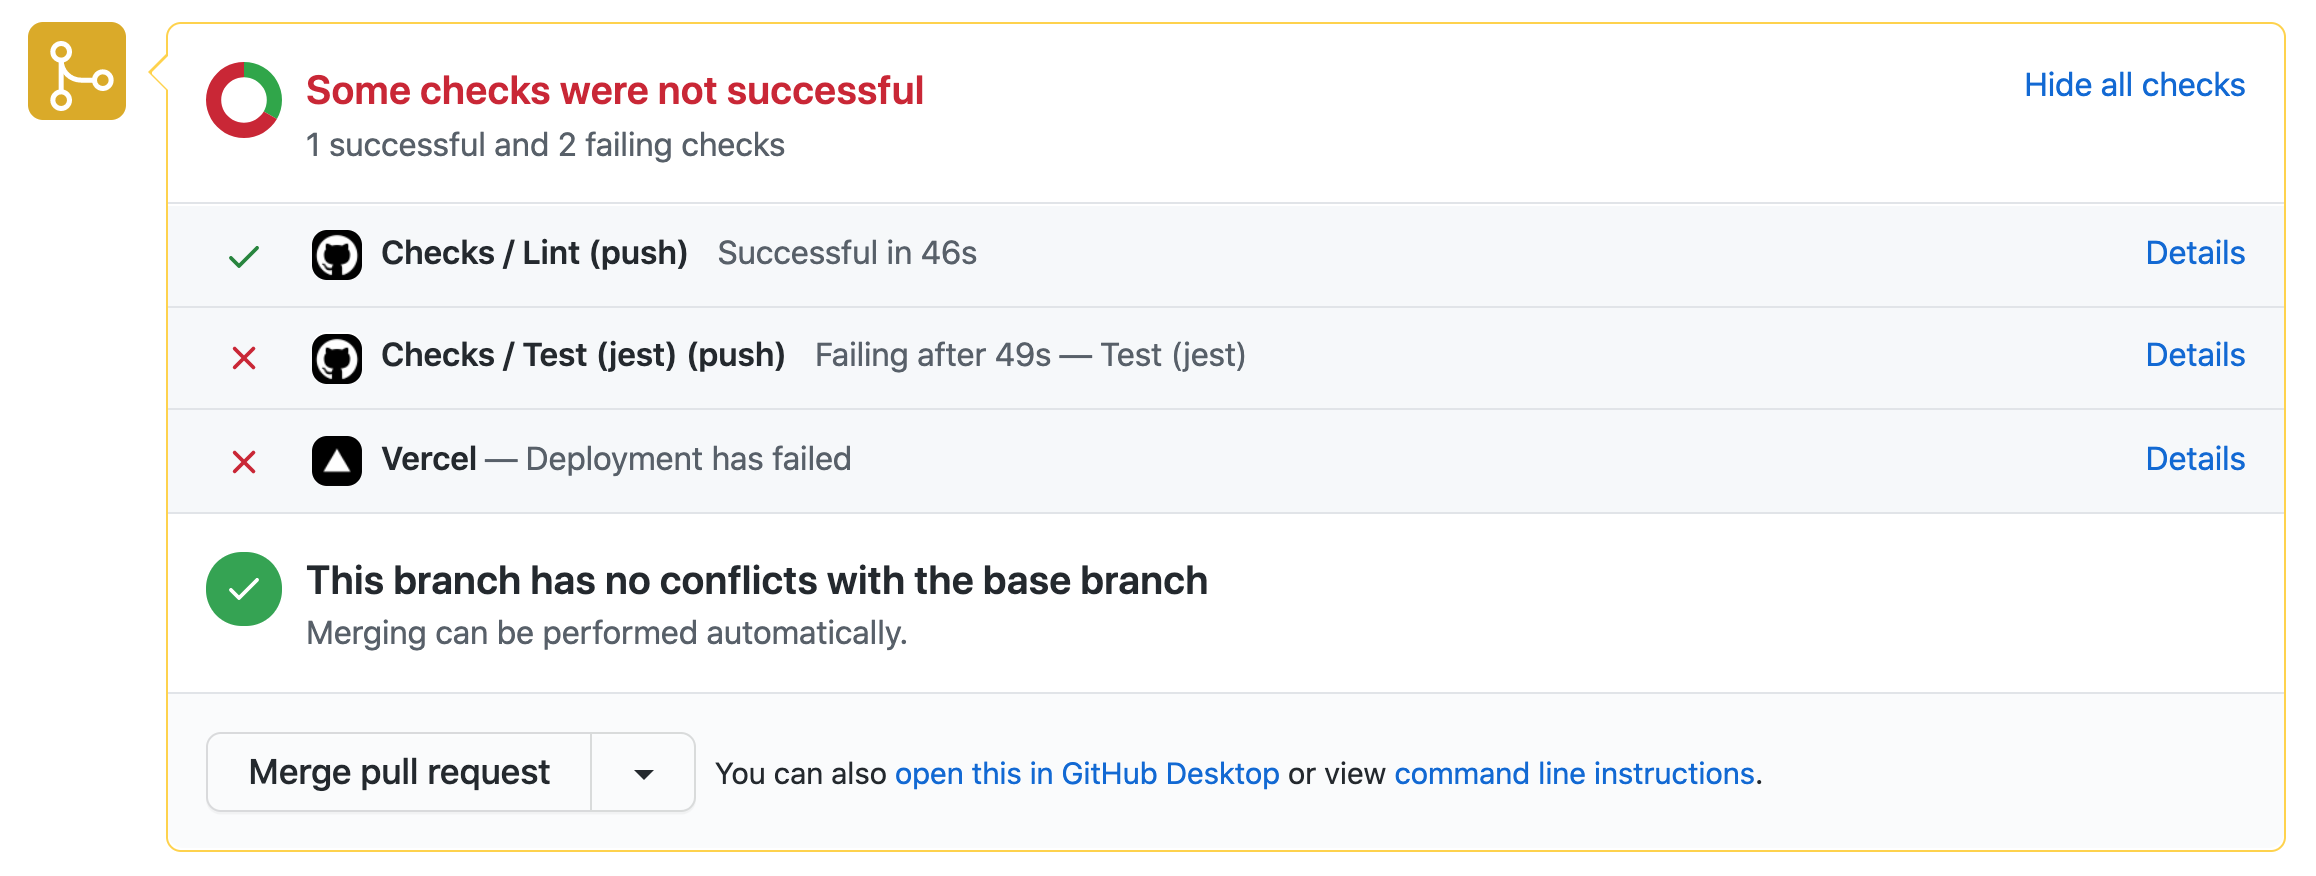 Some checks were not successful
Hide all checks
1 successful and 2 failing checks
Checks / Lint (push) Successful in 46s Details
Checks / Test (jest) (push) Failing after 49s — Test (jest) Details
Vercel — Deployment has failed Details
This branch has no conflicts with the base branch
Merging can be performed automatically.
Merge pull request You can also open this in GitHub Desktop or view command line instructions.